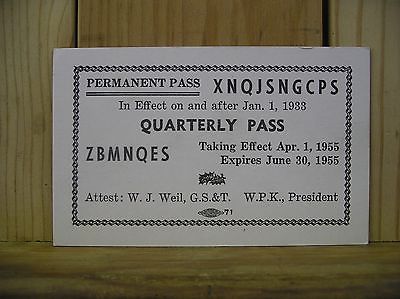 PERMANENT PASS XNQJSNGCPS
In Effect on and after Jan. 1, 1933
QUARTERLY PASS
ZBMNQES Taking Effect Apr. 1, 1955
Expires June 30, 1955
Attest: W. J. Weil, G.S.&T. W.P.K., President
71